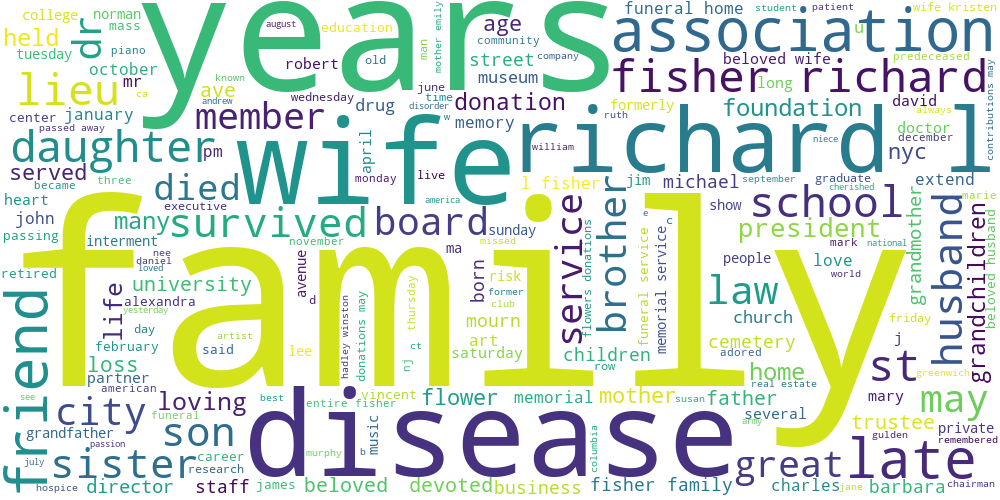 college
norman
mass
years
education
august
mother emily
student
patient
wife kristen
funeral home
association
u
predeceased
contributions may
held
dr
piano
old
man
age
community
company
beloved wife
tuesday
known
robert
street
fisher richard
october
mr
museum
long
lieu
ave
ca
andrew
wednesday
june
time
drug
donation
foundation
formerly
david
always
center
january
member
disorder
w
memory
richard l
ruth
doctor
december
passed away
wife
april
william
nyc
niece
daughter
pm
served
monday
live
l fisher
jim
michael
september
graduate
extend
became
three
died
executive
america
brother
show
cherished
marie
heart
john
many
survived
board
sunday
school
grandmother
husband
grandchildren
beloved husband
passing
interment
november
missed
service
flowers donations
e
c
funeral service
memorial service
president
mark
national
people
love
world
nee
daniel
loved
avenue
ma
born
former
club
family
retired
university
risk
law
church
j
friday
life
alexandra
d
thursday
hadley winston
donations may
yesterday
day
artist
mourn
art
cemetery
friend
february
said
lee
nj
ct
saturday
children
adored
st
greenwich
loss
partner
american
row
home
real estate
mary
see
best
vincent
entire fisher
flower
memorial
mother
susan
father
may
city
loving
disease
several
trustee
private
gulden
remembered
grandfather
funeral
son
passion
career
research
murphy
b
music
columbia
army
great
late
july
sister
hospice
director
staff
james
beloved
devoted
business
fisher family
charles
jane
barbara
chairman